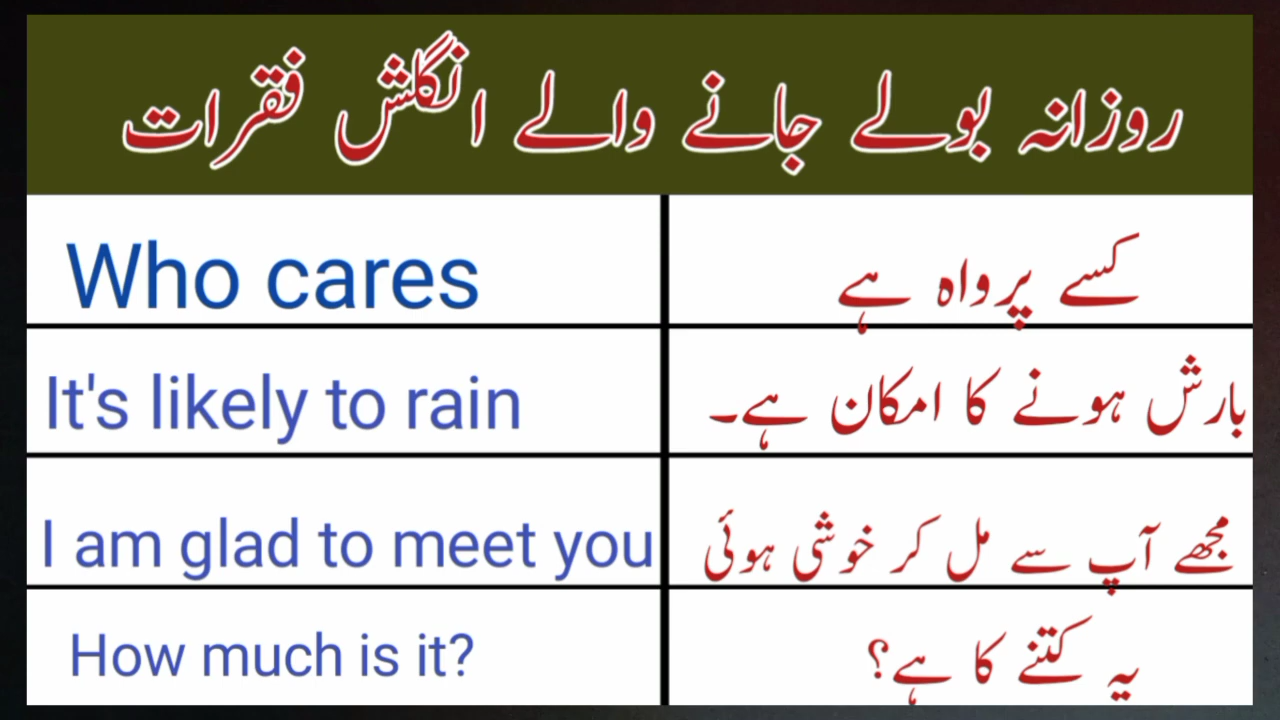 روزانہ بولے جانے والے انگلش فقرات
Who cares
کسے پرواہ ہے
It's likely to rain
بارش ہونے کا امکان ہے۔
I am glad to meet you
مجھے آپ سے مل کر خوشی ہوئی
How much is it?
یہ کتنے کا ہے؟